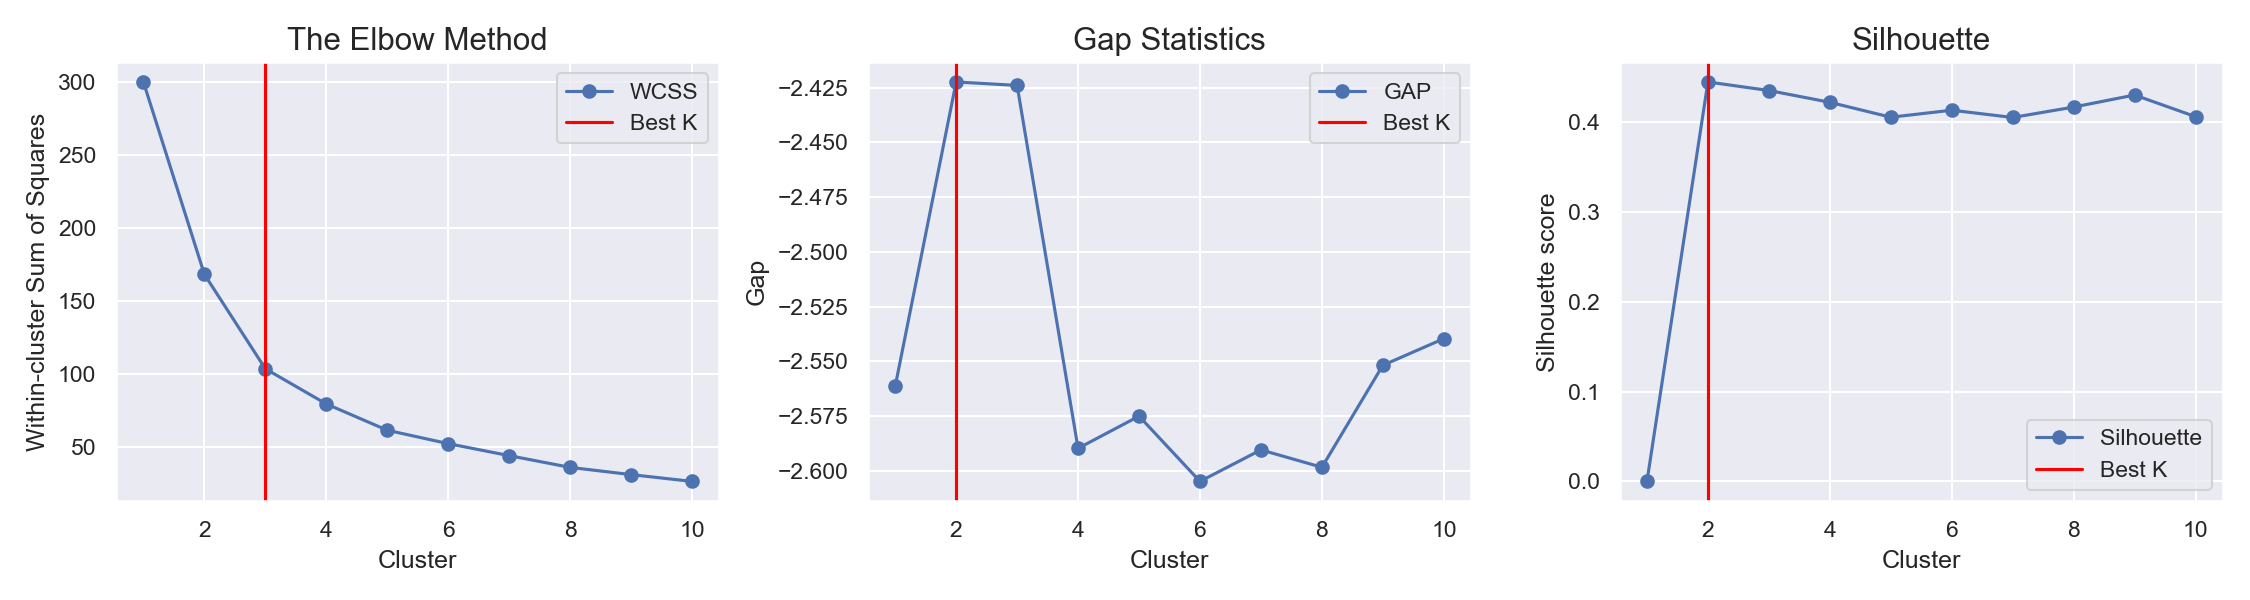 The Elbow Method
Within-cluster Sum of Squares
300
250
200
150
100
50
2 4 6 8 10
Cluster
WCSS
Best K
Gap Statistics
Gap
−2.425
−2.450
−2.475
−2.500
−2.525
−2.550
−2.575
−2.600
2 4 6 8 10
Cluster
GAP
Best K
Silhouette
Silhouette score
0.4
0.3
0.2
0.1
0.0
2 4 6 8 10
Cluster
Silhouette
Best K